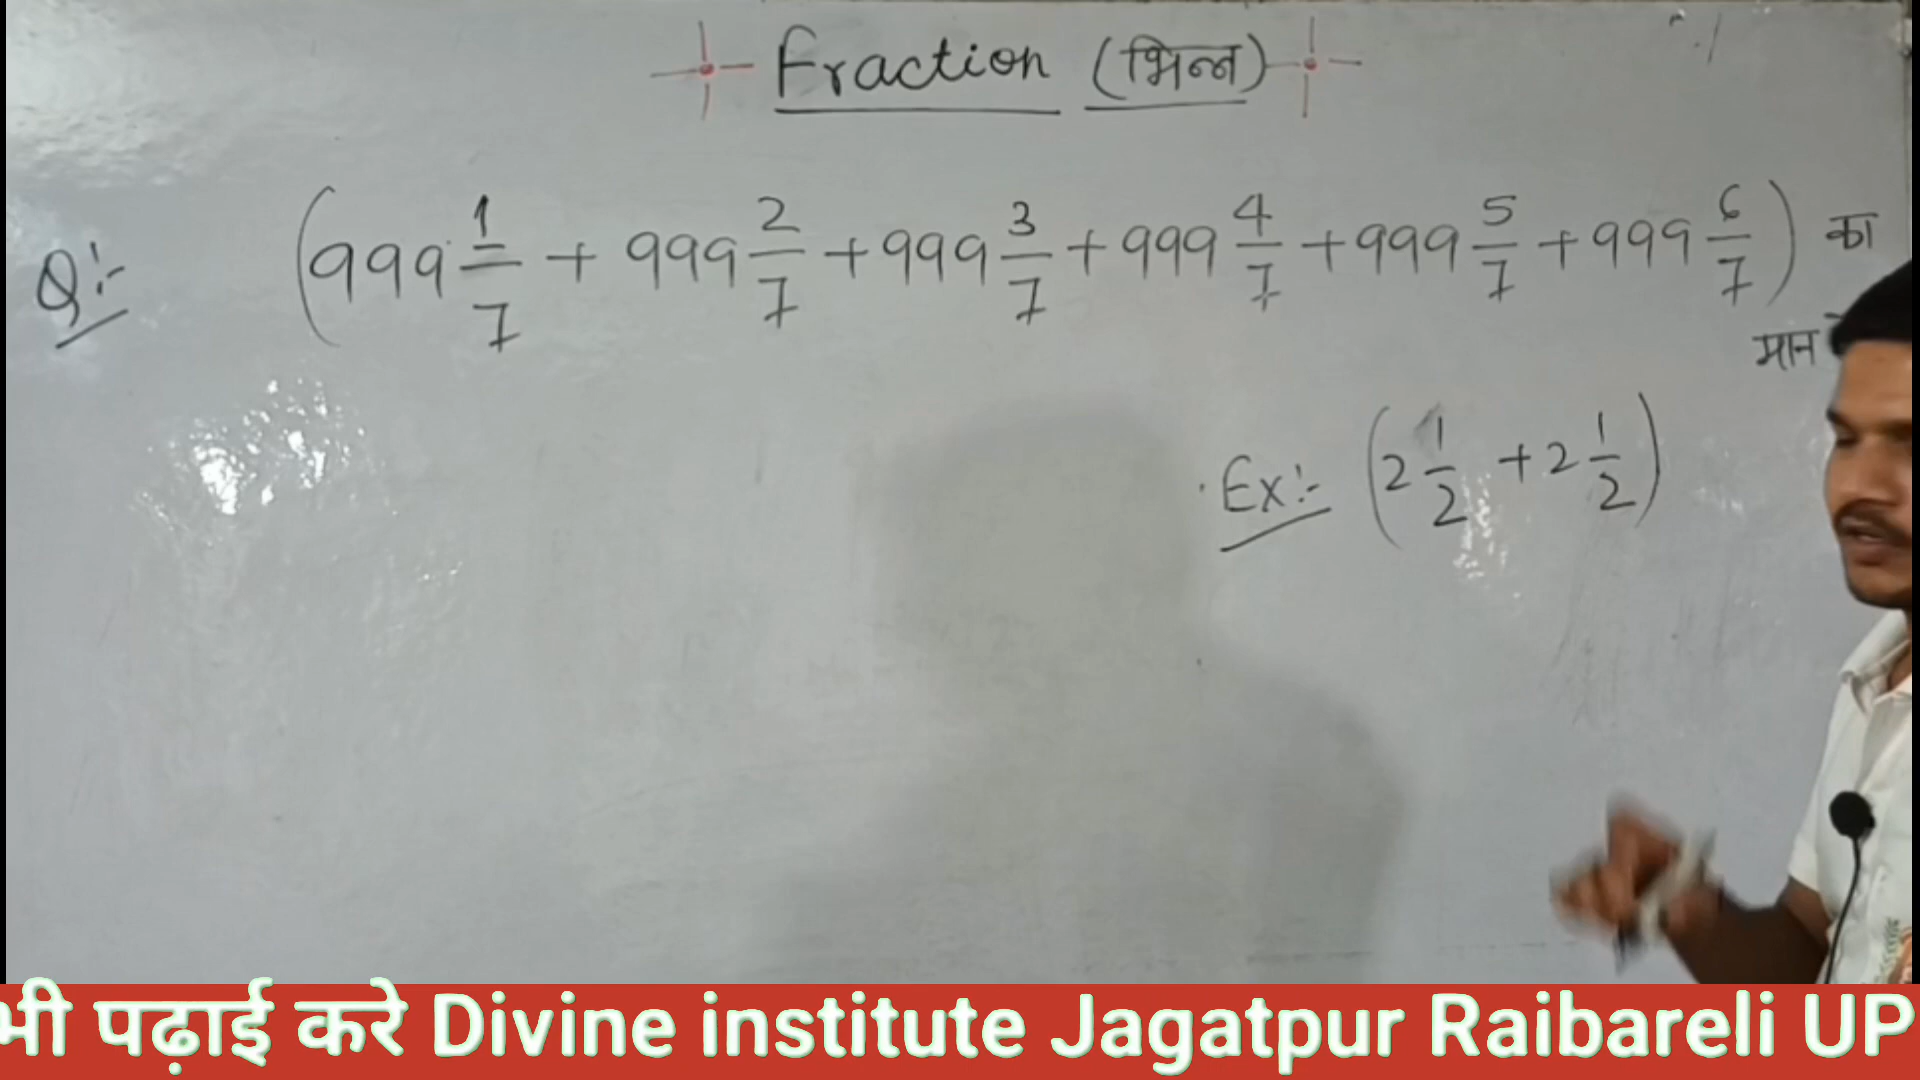 Fraction (भिन्न)
Q:- (999 1/7 + 999 2/7 + 999 3/7 + 999 4/7 + 999 5/7 + 999 6/7) का
मान
Ex:- (2 1/2 + 2 1/2)
भी पढ़ाई करे Divine institute Jagatpur Raibareli UP